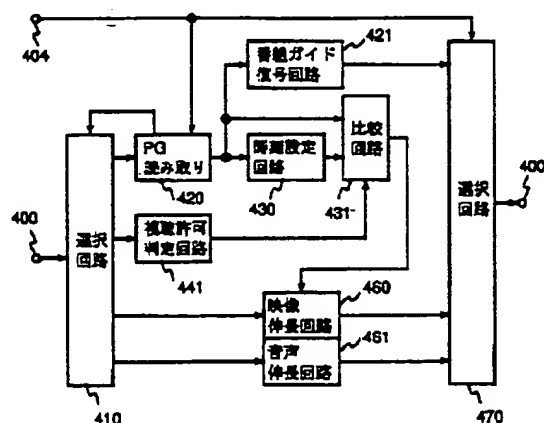 404
番組ガイド
信号回路
421
PG
読み取り
420
時刻設定
回路
430
比較
回路
431
400
選択
回路
視聴許可
判定回路
441
選択
回路
400
映像
伸長回路
460
音声
伸長回路
461
410
470